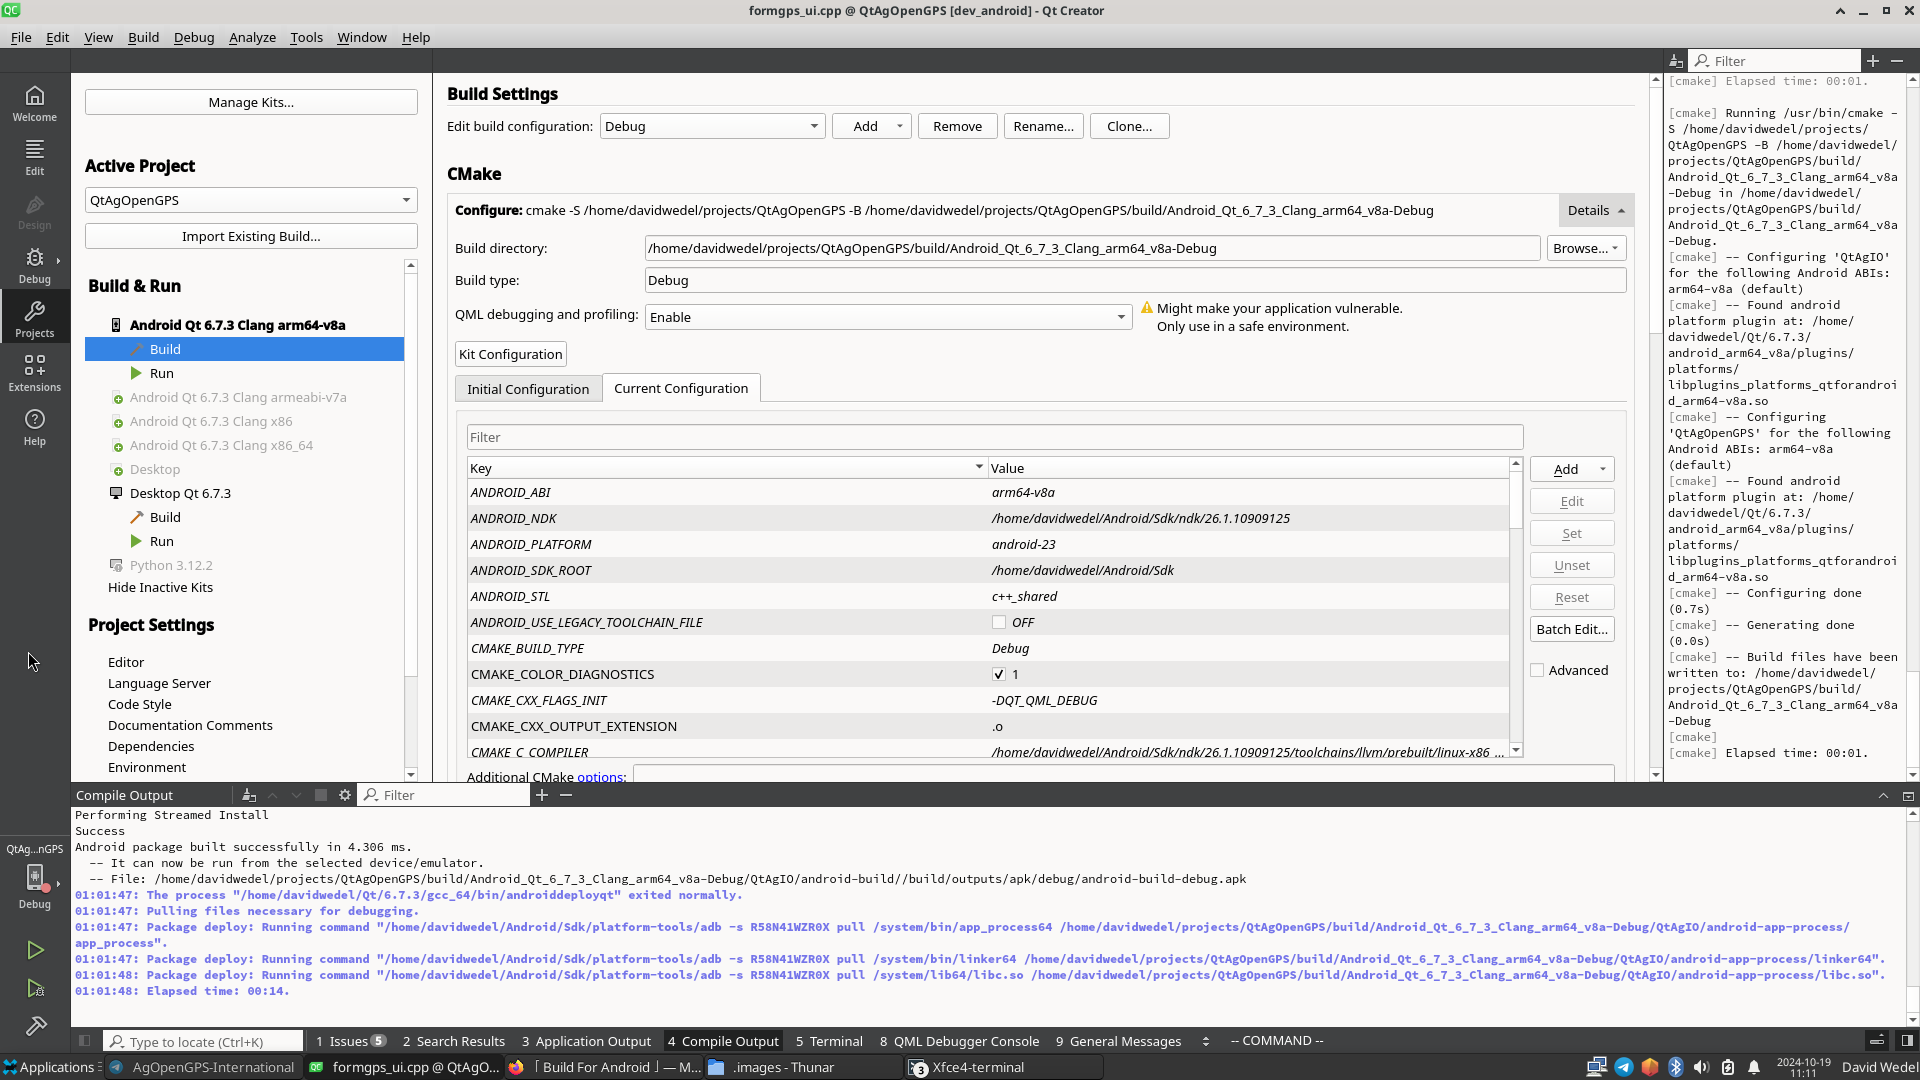 formgps_ui.cpp @ QtAgOpenGPS [dev_android] - Qt Creator
File Edit View Build Debug Analyze Tools Window Help
Welcome
Edit
Design
Debug
Projects
Extensions
Help
Manage Kits...
Active Project
QtAgOpenGPS
Import Existing Build...
Build & Run
Android Qt 6.7.3 Clang arm64-v8a
Build
Run
Android Qt 6.7.3 Clang armeabi-v7a
Android Qt 6.7.3 Clang x86
Android Qt 6.7.3 Clang x86_64
Desktop
Desktop Qt 6.7.3
Build
Run
Python 3.12.2
Hide Inactive Kits
Project Settings
Editor
Language Server
Code Style
Documentation Comments
Dependencies
Environment
Build Settings
Edit build configuration: Debug Add Remove Rename... Clone...
CMake
Configure: cmake -S /home/davidwedel/projects/QtAgOpenGPS -B /home/davidwedel/projects/QtAgOpenGPS/build/Android_Qt_6_7_3_Clang_arm64_v8a-Debug Details
Build directory: /home/davidwedel/projects/QtAgOpenGPS/build/Android_Qt_6_7_3_Clang_arm64_v8a-Debug Browse...
Build type: Debug
QML debugging and profiling: Enable Might make your application vulnerable.
Only use in a safe environment.
Kit Configuration
Initial Configuration Current Configuration
Filter
Key Value
ANDROID_ABI arm64-v8a
ANDROID_NDK /home/davidwedel/Android/Sdk/ndk/26.1.10909125
ANDROID_PLATFORM android-23
ANDROID_SDK_ROOT /home/davidwedel/Android/Sdk
ANDROID_STL c++_shared
ANDROID_USE_LEGACY_TOOLCHAIN_FILE OFF
CMAKE_BUILD_TYPE Debug
CMAKE_COLOR_DIAGNOSTICS 1
CMAKE_CXX_FLAGS_INIT -DQT_QML_DEBUG
CMAKE_CXX_OUTPUT_EXTENSION .o
CMAKE_C_COMPILER /home/davidwedel/Android/Sdk/ndk/26.1.10909125/toolchains/llvm/prebuilt/linux-x86_...
Add
Edit
Set
Unset
Reset
Batch Edit...
Advanced
Additional CMake options:
Filter
[cmake] Elapsed time: 00:01.
[cmake] Running /usr/bin/cmake -
S /home/davidwedel/projects/
QtAgOpenGPS -B /home/davidwedel/
projects/QtAgOpenGPS/build/
Android_Qt_6_7_3_Clang_arm64_v8a
-Debug in /home/davidwedel/
projects/QtAgOpenGPS/build/
Android_Qt_6_7_3_Clang_arm64_v8a
-Debug.
[cmake] -- Configuring 'QtAgIO'
for the following Android ABIs:
arm64-v8a (default)
[cmake] -- Found android
platform plugin at: /home/
davidwedel/Qt/6.7.3/
android_arm64_v8a/plugins/
platforms/
libplugins_platforms_qtforandroi
d_arm64-v8a.so
[cmake] -- Configuring
'QtAgOpenGPS' for the following
Android ABIs: arm64-v8a
(default)
[cmake] -- Found android
platform plugin at: /home/
davidwedel/Qt/6.7.3/
android_arm64_v8a/plugins/
platforms/
libplugins_platforms_qtforandroi
d_arm64-v8a.so
[cmake] -- Configuring done
(0.7s)
[cmake] -- Generating done
(0.0s)
[cmake] -- Build files have been
written to: /home/davidwedel/
projects/QtAgOpenGPS/build/
Android_Qt_6_7_3_Clang_arm64_v8a
-Debug
[cmake]
[cmake] Elapsed time: 00:01.
Compile Output Filter
Performing Streamed Install
Success
Android package built successfully in 4.306 ms.
-- It can now be run from the selected device/emulator.
-- File: /home/davidwedel/projects/QtAgOpenGPS/build/Android_Qt_6_7_3_Clang_arm64_v8a-Debug/QtAgIO/android-build//build/outputs/apk/debug/android-build-debug.apk
01:01:47: The process "/home/davidwedel/Qt/6.7.3/gcc_64/bin/androiddeployqt" exited normally.
01:01:47: Pulling files necessary for debugging.
01:01:47: Package deploy: Running command "/home/davidwedel/Android/Sdk/platform-tools/adb -s R58N41WZR0X pull /system/bin/app_process64 /home/davidwedel/projects/QtAgOpenGPS/build/Android_Qt_6_7_3_Clang_arm64_v8a-Debug/QtAgIO/android-app-process/
app_process".
01:01:47: Package deploy: Running command "/home/davidwedel/Android/Sdk/platform-tools/adb -s R58N41WZR0X pull /system/bin/linker64 /home/davidwedel/projects/QtAgOpenGPS/build/Android_Qt_6_7_3_Clang_arm64_v8a-Debug/QtAgIO/android-app-process/linker64".
01:01:48: Package deploy: Running command "/home/davidwedel/Android/Sdk/platform-tools/adb -s R58N41WZR0X pull /system/lib64/libc.so /home/davidwedel/projects/QtAgOpenGPS/build/Android_Qt_6_7_3_Clang_arm64_v8a-Debug/QtAgIO/android-app-process/libc.so".
01:01:48: Elapsed time: 00:14.
QtAg...nGPS
Debug
Type to locate (Ctrl+K) 1 Issues 5 2 Search Results 3 Application Output 4 Compile Output 5 Terminal 8 QML Debugger Console 9 General Messages -- COMMAND --
Applications AgOpenGPS-International formgps_ui.cpp @ QtAgO... 「 Build For Android 」 — M... .images - Thunar 3 Xfce4-terminal 2024-10-19 David Wedel
11:11